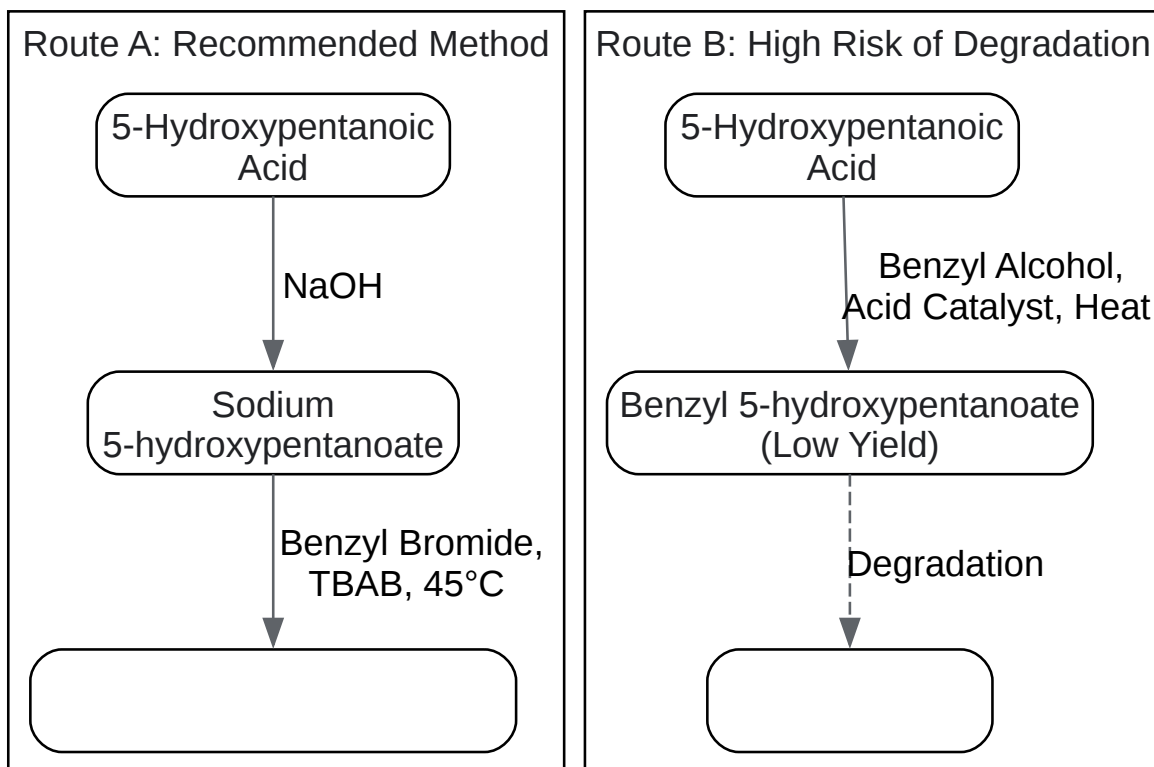 Route A: Recommended Method
5-Hydroxypentanoic
Acid
NaOH
Sodium
5-hydroxypentanoate
Benzyl Bromide,
TBAB, 45°C
Route B: High Risk of Degradation
5-Hydroxypentanoic
Acid
Benzyl Alcohol,
Acid Catalyst, Heat
Benzyl 5-hydroxypentanoate
(Low Yield)
Degradation